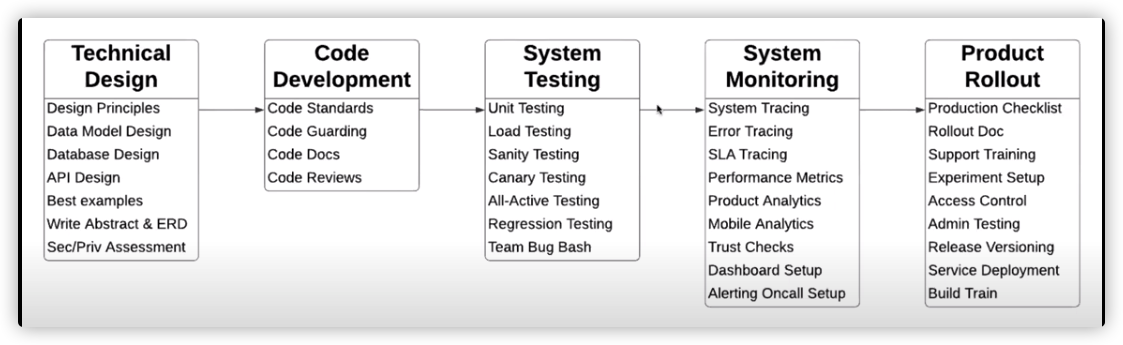 Technical
Design
Design Principles
Data Model Design
Database Design
API Design
Best examples
Write Abstract & ERD
Sec/Priv Assessment
Code
Development
Code Standards
Code Guarding
Code Docs
Code Reviews
System
Testing
Unit Testing
Load Testing
Sanity Testing
Canary Testing
All-Active Testing
Regression Testing
Team Bug Bash
System
Monitoring
System Tracing
Error Tracing
SLA Tracing
Performance Metrics
Product Analytics
Mobile Analytics
Trust Checks
Dashboard Setup
Alerting Oncall Setup
Product
Rollout
Production Checklist
Rollout Doc
Support Training
Experiment Setup
Access Control
Admin Testing
Release Versioning
Service Deployment
Build Train